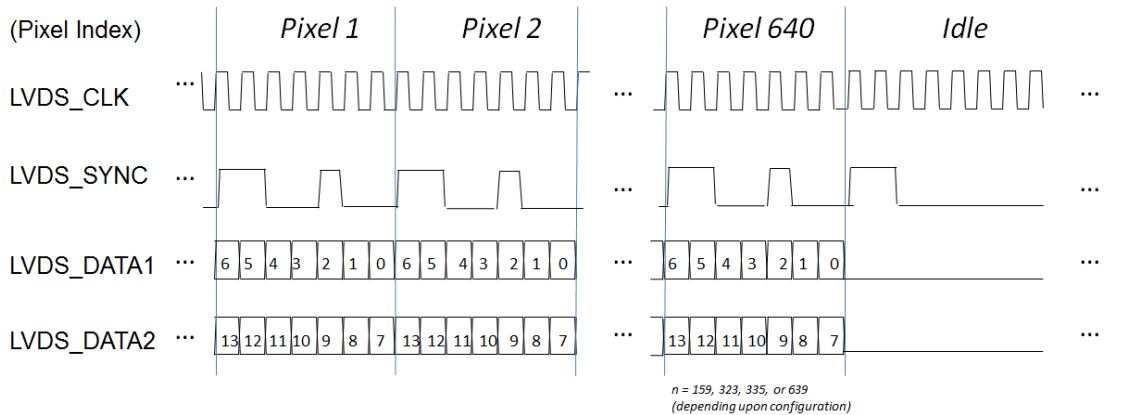 (Pixel Index) Pixel 1 Pixel 2 Pixel 640 Idle
LVDS_CLK ... ... ...
LVDS_SYNC ... ... ...
LVDS_DATA1 ... 6 5 4 3 2 1 0 6 5 4 3 2 1 0 ... 6 5 4 3 2 1 0 ...
LVDS_DATA2 ... 13 12 11 10 9 8 7 13 12 11 10 9 8 7 ... 13 12 11 10 9 8 7 ...
n = 159, 323, 335, or 639
(depending upon configuration)